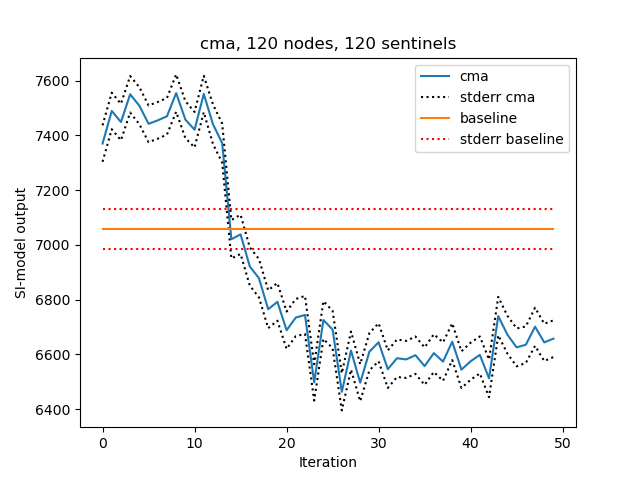 cma, 120 nodes, 120 sentinels
cma
stderr cma
baseline
stderr baseline
SI-model output
7600
7400
7200
7000
6800
6600
6400
0 10 20 30 40 50
Iteration